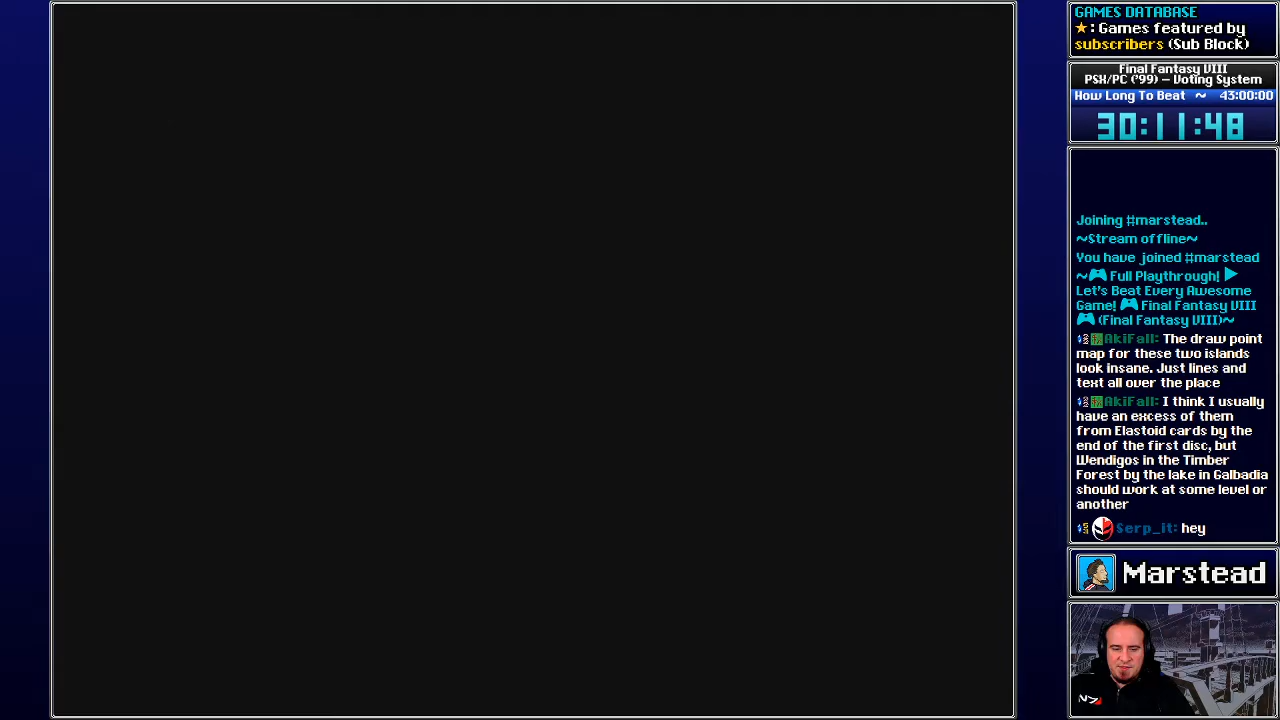 GAMES DATABASE
★: Games featured by
subscribers (Sub Block)
Final Fantasy VIII
PSX/PC ('99) – Voting System
How Long To Beat ~ 43:00:00
30:11:48
Joining #marstead..
~Stream offline~
You have joined #marstead
~🎮 Full Playthrough! ▶
Let's Beat Every Awesome
Game! 🎮 Final Fantasy VIII
🎮 (Final Fantasy VIII)~
AkiFall: The draw point
map for these two islands
look insane. Just lines and
text all over the place
AkiFall: I think I usually
have an excess of them
from Elastoid cards by the
end of the first disc, but
Wendigos in the Timber
Forest by the lake in Galbadia
should work at some level or
another
Serp_it: hey
Marstead
N7